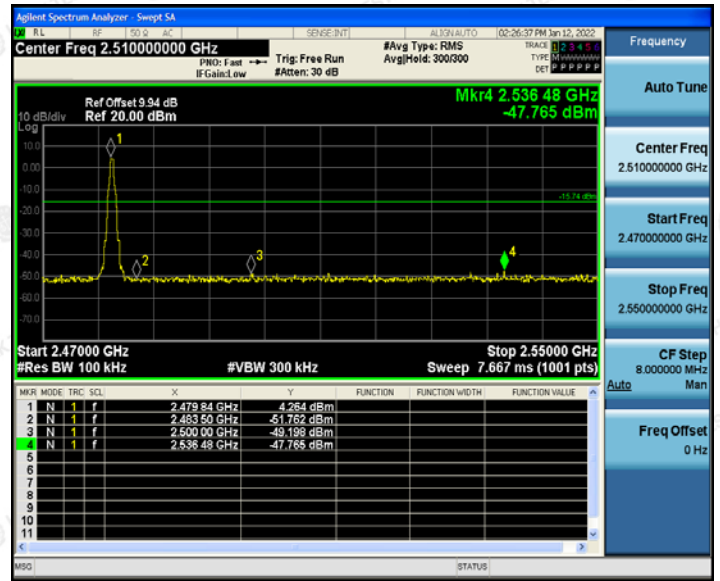 Agilent Spectrum Analyzer - Swept SA
RL RF 50 Ω AC SENSE:INT ALIGN AUTO 02:26:37 PM Jan 12, 2022
Center Freq 2.510000000 GHz
PNO: Fast
IFGain:Low
Trig: Free Run
#Atten: 30 dB
#Avg Type: RMS
Avg|Hold: 300/300
TRACE 1 2 3 4 5 6
TYPE M
DET P P P P P P
Mkr4 2.536 48 GHz
-47.765 dBm
Ref Offset 9.94 dB
10 dB/div Ref 20.00 dBm
Log
10.0
0.00
-10.0
-20.0
-30.0
-40.0
-50.0
-60.0
-70.0
1
2
3
4
-15.74 dBm
Start 2.47000 GHz Stop 2.55000 GHz
#Res BW 100 kHz #VBW 300 kHz Sweep 7.667 ms (1001 pts)
MKR MODE TRC SCL X Y FUNCTION FUNCTION WIDTH FUNCTION VALUE
1 N 1 f 2.479 84 GHz 4.264 dBm
2 N 1 f 2.483 50 GHz -51.762 dBm
3 N 1 f 2.500 00 GHz -49.198 dBm
4 N 1 f 2.536 48 GHz -47.765 dBm
5
6
7
8
9
10
11
MSG STATUS
Frequency
Auto Tune
Center Freq
2.510000000 GHz
Start Freq
2.470000000 GHz
Stop Freq
2.550000000 GHz
CF Step
8.000000 MHz
Auto Man
Freq Offset
0 Hz